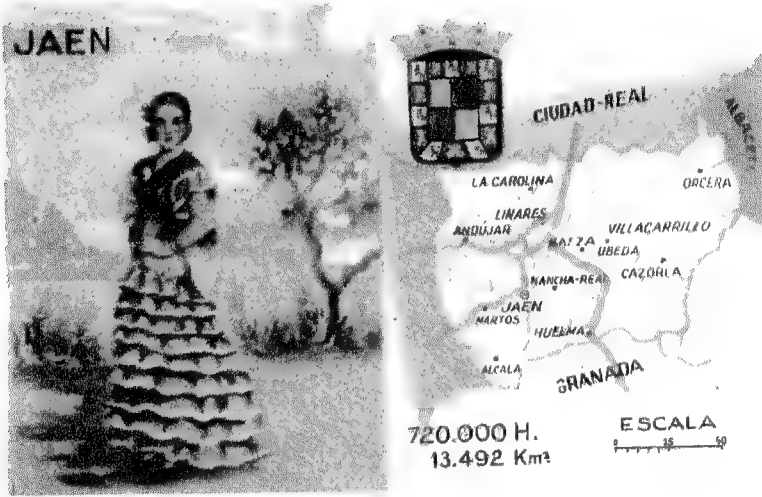 JAEN
CIUDAD-REAL
ALBACETE
LA CAROLINA
ORCERA
LINARES
ANDUJAR
VILLACARRILLO
BAEZA
UBEDA
CAZORLA
MANCHA-REAL
JAEN
MARTOS
HUELMA
ALCALA
GRANADA
720.000 H.
13.492 Km²
ESCALA
0 25 50